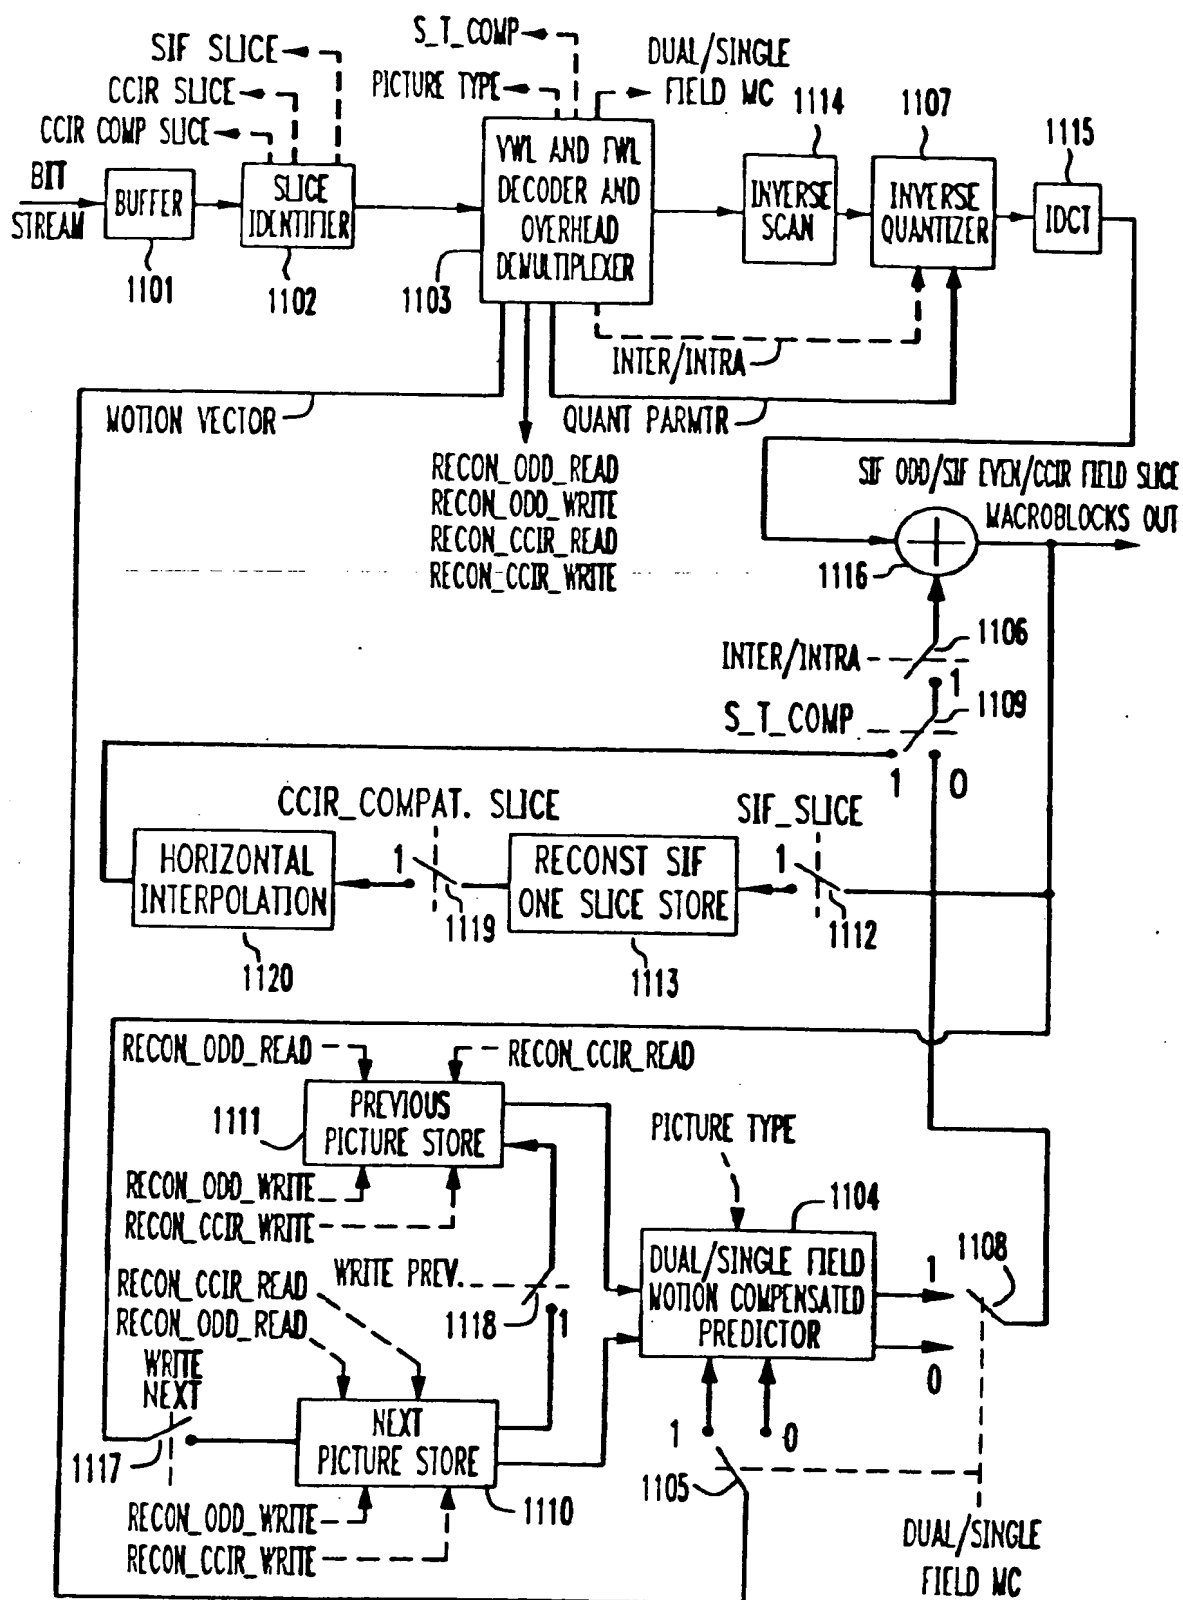 S_T_COMP
SIF SLICE
DUAL/SINGLE
FIELD MC
CCIR SLICE
PICTURE TYPE
1114
1107
1115
CCIR COMP SLICE
BIT
STREAM
BUFFER
SLICE
IDENTIFIER
VWL AND FWL
DECODER AND
OVERHEAD
DEMULTIPLEXER
INVERSE
SCAN
INVERSE
QUANTIZER
IDCT
1101
1102
1103
INTER/INTRA
MOTION VECTOR
QUANT PARMTR
RECON_ODD_READ
RECON_ODD_WRITE
RECON_CCIR_READ
RECON_CCIR_WRITE
SIF ODD/SIF EVEN/CCIR FIELD SLICE
MACROBLOCKS OUT
1116
1106
INTER/INTRA
1
1109
S_T_COMP
1
0
CCIR_COMPAT. SLICE
SIF_SLICE
HORIZONTAL
INTERPOLATION
1
RECONST SIF
ONE SLICE STORE
1
1119
1112
1120
1113
RECON_ODD_READ
RECON_CCIR_READ
1111
PREVIOUS
PICTURE STORE
PICTURE TYPE
RECON_ODD_WRITE
RECON_CCIR_WRITE
1104
WRITE PREV.
DUAL/SINGLE FIELD
MOTION COMPENSATED
PREDICTOR
1
1108
RECON_CCIR_READ
RECON_ODD_READ
1118
1
0
WRITE
NEXT
NEXT
PICTURE STORE
1
0
1117
1105
1110
RECON_ODD_WRITE
RECON_CCIR_WRITE
DUAL/SINGLE
FIELD MC